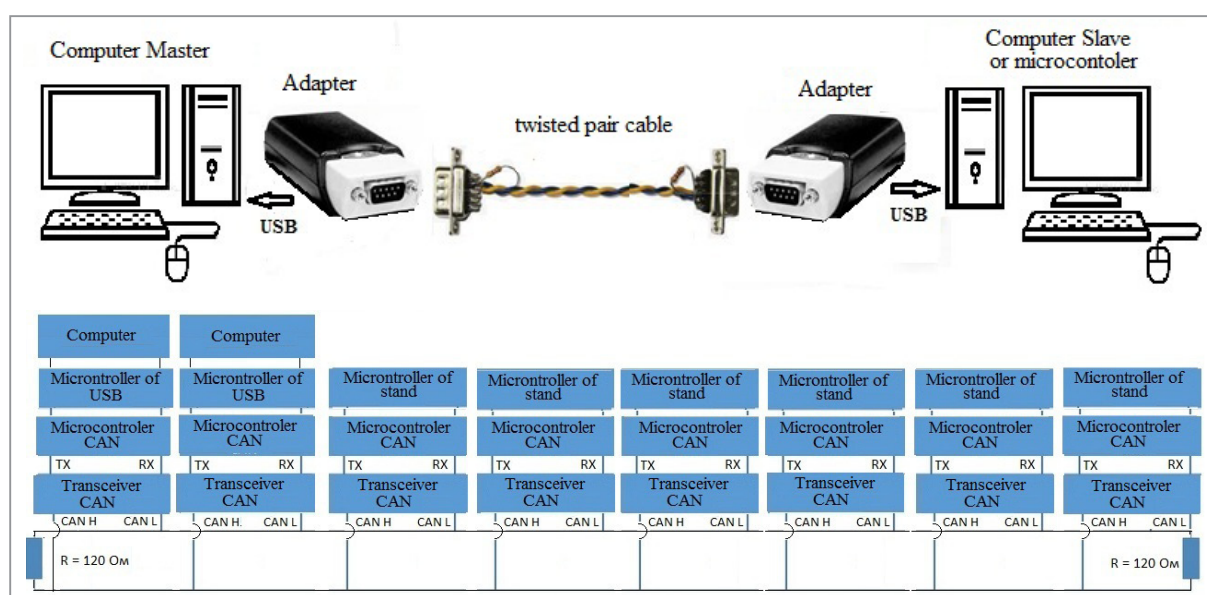 Computer Master
Computer Slave
or microcontoler
Adapter
Adapter
twisted pair cable
USB
USB
Computer
Computer
Microntroller of
USB
Microntroller of
USB
Microntroller of
stand
Microntroller of
stand
Microntroller of
stand
Microntroller of
stand
Microntroller of
stand
Microntroller of
stand
Microcontroler
CAN
Microcontroler
CAN
Microcontroler
CAN
Microcontroler
CAN
Microcontroler
CAN
Microcontroler
CAN
Microcontroler
CAN
Microcontroler
CAN
TX RX
TX RX
TX RX
TX RX
TX RX
TX RX
TX RX
TX RX
Transceiver
CAN
Transceiver
CAN
Transceiver
CAN
Transceiver
CAN
Transceiver
CAN
Transceiver
CAN
Transceiver
CAN
Transceiver
CAN
CAN H CAN L
CAN H. CAN L
CAN H CAN L
CAN H CAN L
CAN H CAN L
CAN H CAN L
CAN H CAN L
CAN H CAN L
R = 120 Ом
R = 120 Ом